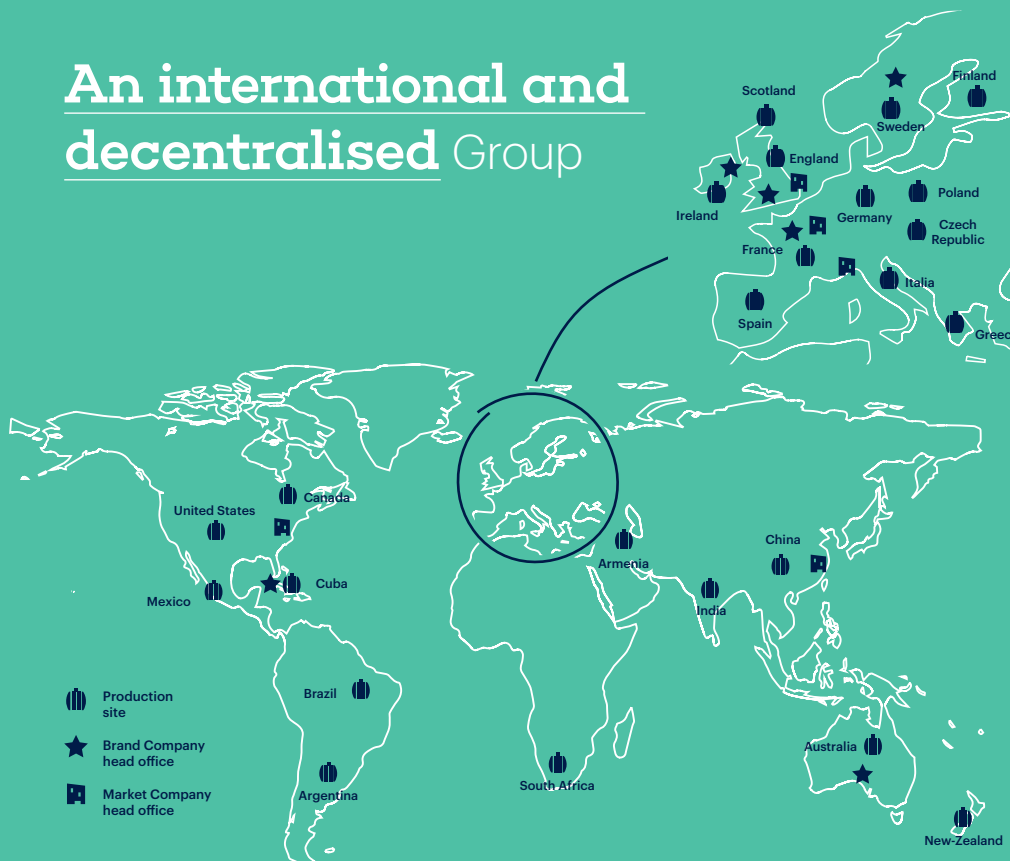 An international and
decentralised Group
Scotland
Finland
Sweden
England
Ireland
Germany
Poland
Czech
Republic
France
Italia
Spain
Greec
Canada
United States
China
Armenia
Cuba
Mexico
India
Brazil
Production
site
Brand Company
head office
Australia
Market Company
head office
Argentina
South Africa
New-Zealand